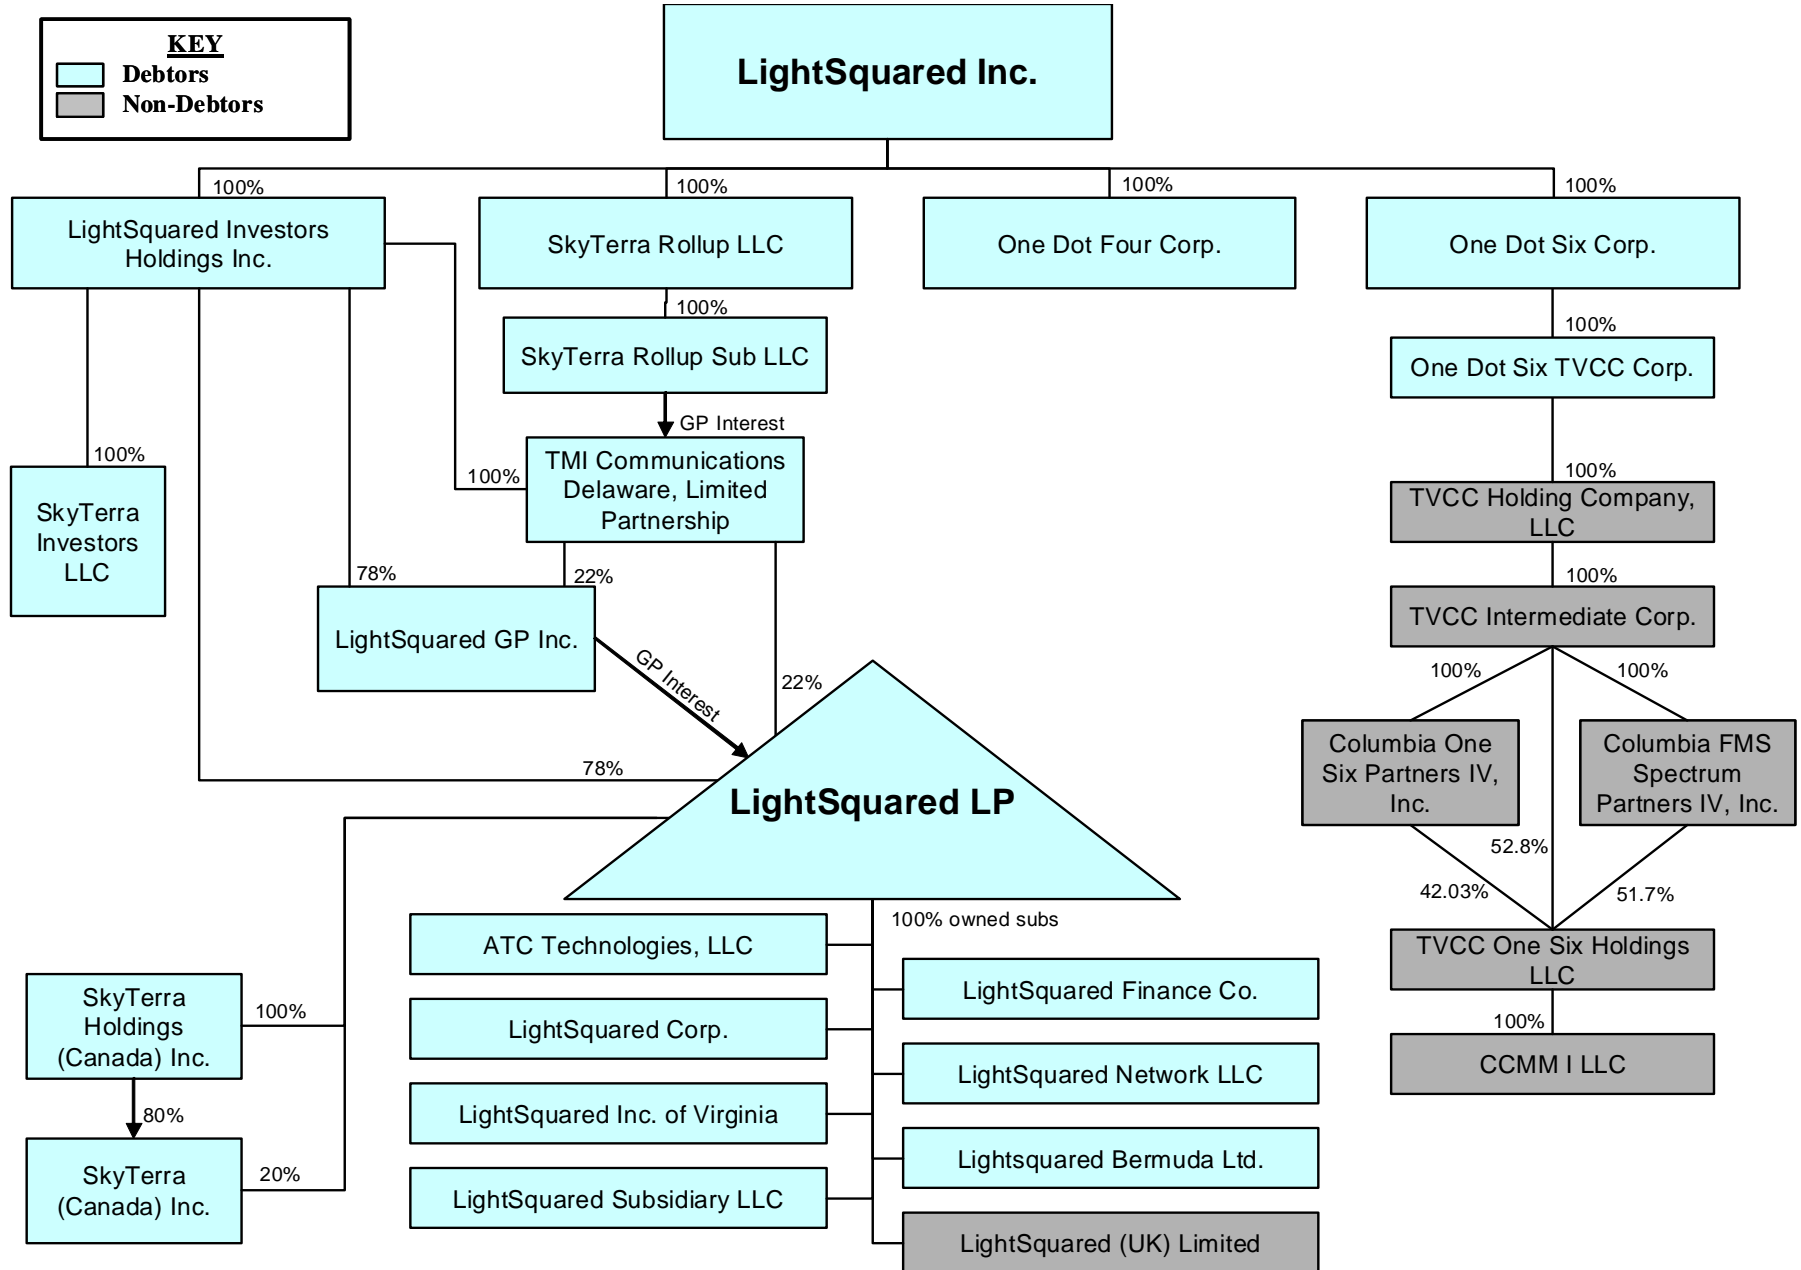 KEY
Debtors
Non-Debtors
LightSquared Inc.
100%
100%
100%
100%
LightSquared Investors
Holdings Inc.
SkyTerra Rollup LLC
One Dot Four Corp.
One Dot Six Corp.
100%
100%
SkyTerra Rollup Sub LLC
One Dot Six TVCC Corp.
GP Interest
100%
100%
100%
TMI Communications
Delaware, Limited
Partnership
SkyTerra
Investors
LLC
TVCC Holding Company,
LLC
78%
22%
100%
LightSquared GP Inc.
TVCC Intermediate Corp.
GP Interest
22%
100%
100%
78%
Columbia One
Six Partners IV,
Inc.
Columbia FMS
Spectrum
Partners IV, Inc.
LightSquared LP
52.8%
42.03%
51.7%
100% owned subs
ATC Technologies, LLC
TVCC One Six Holdings
LLC
LightSquared Finance Co.
SkyTerra
Holdings
(Canada) Inc.
100%
LightSquared Corp.
100%
CCMM I LLC
LightSquared Network LLC
80%
LightSquared Inc. of Virginia
SkyTerra
(Canada) Inc.
20%
Lightsquared Bermuda Ltd.
LightSquared Subsidiary LLC
LightSquared (UK) Limited